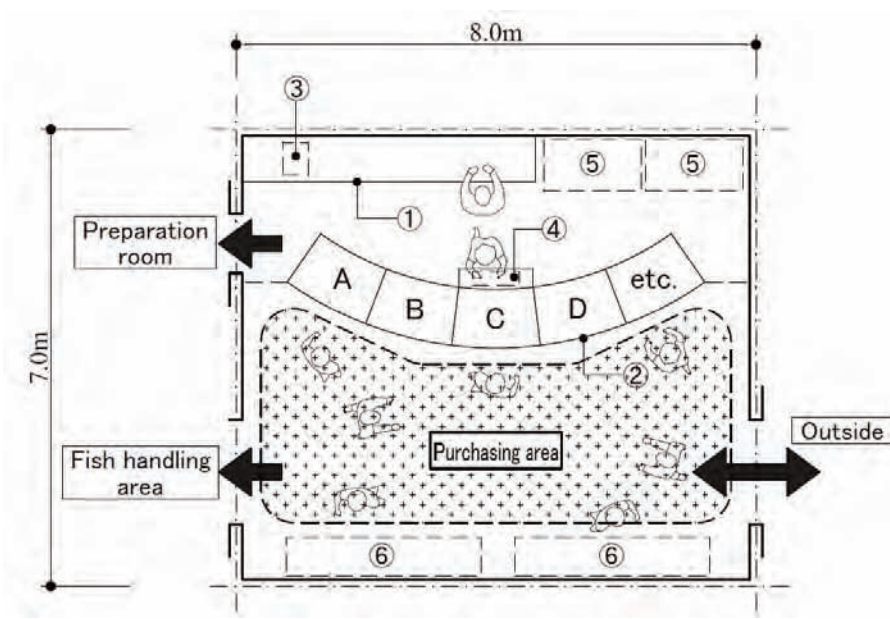 8.0m
③
⑤
⑤
①
④
Preparation
room
A
B
C
D
etc.
7.0m
②
Outside
Purchasing area
Fish handling
area
⑥
⑥